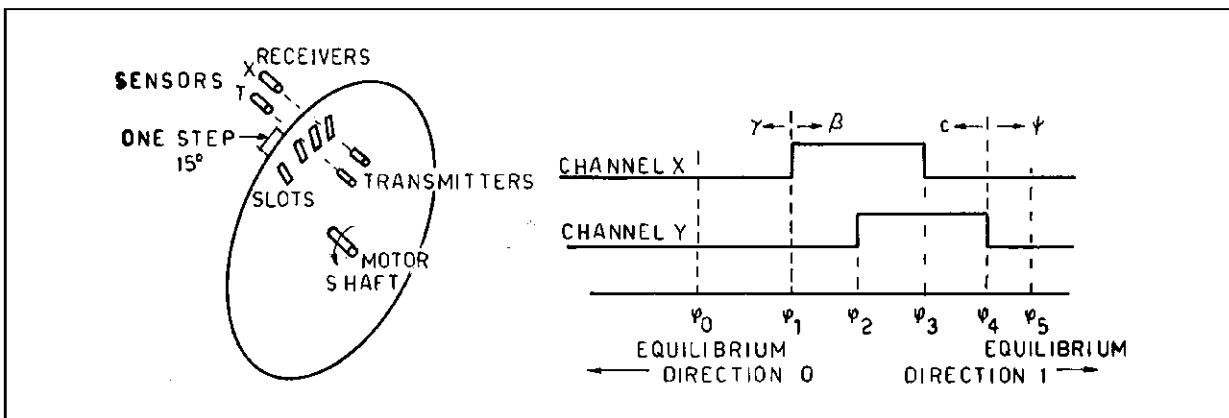 X RECEIVERS
SENSORS T
ONE STEP
15°
SLOTS
TRANSMITTERS
MOTOR
SHAFT
γ β c ψ
CHANNEL X
CHANNEL Y
φ0 φ1 φ2 φ3 φ4 φ5
EQUILIBRIUM EQUILIBRIUM
DIRECTION 0 DIRECTION 1